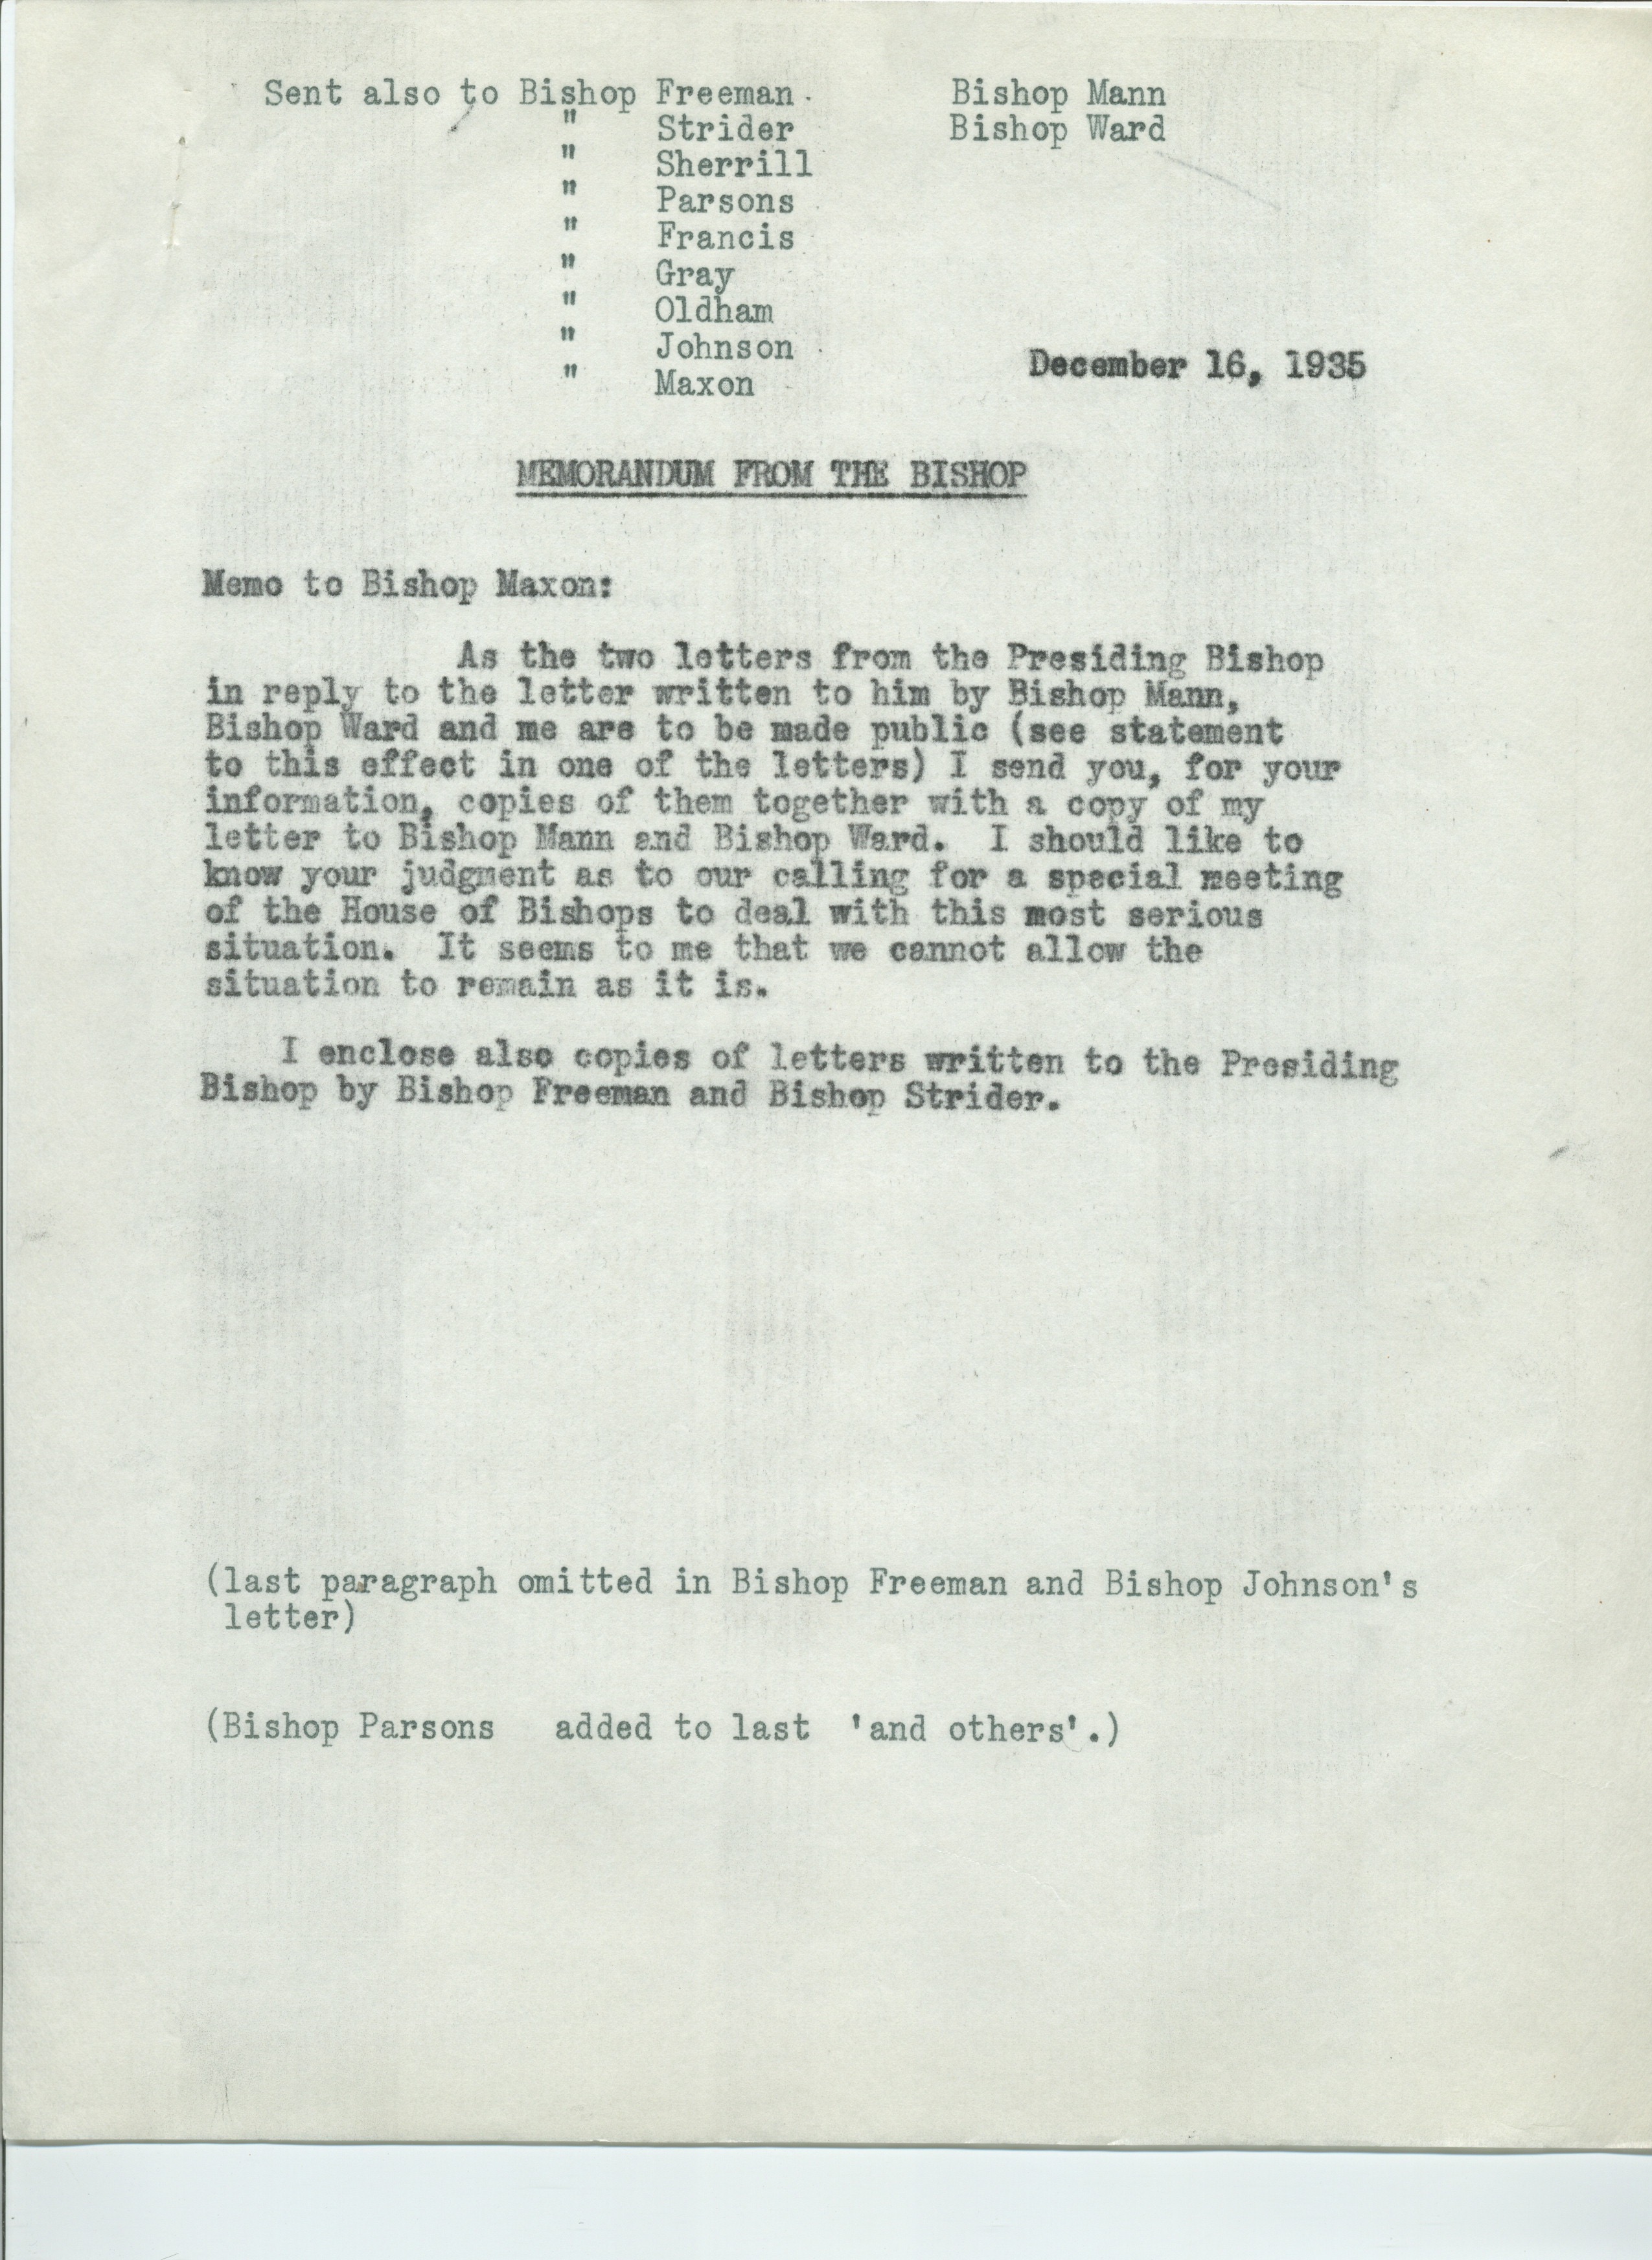 Sent also to Bishop Freeman Bishop Mann
" Strider Bishop Ward
" Sherrill
" Parsons
" Francis
" Gray
" Oldham
" Johnson
" Maxon
December 16, 1935
MEMORANDUM FROM THE BISHOP
Memo to Bishop Maxon:
As the two letters from the Presiding Bishop
in reply to the letter written to him by Bishop Mann,
Bishop Ward and me are to be made public (see statement
to this effect in one of the letters) I send you, for your
information, copies of them together with a copy of my
letter to Bishop Mann and Bishop Ward. I should like to
know your judgment as to our calling for a special meeting
of the House of Bishops to deal with this most serious
situation. It seems to me that we cannot allow the
situation to remain as it is.
I enclose also copies of letters written to the Presiding
Bishop by Bishop Freeman and Bishop Strider.
(last paragraph omitted in Bishop Freeman and Bishop Johnson's
letter)
(Bishop Parsons added to last 'and others'.)